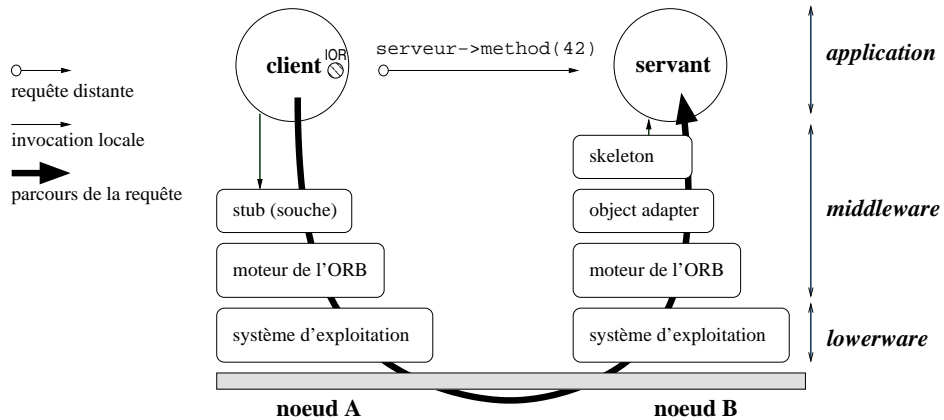 IOR
client
serveur->method(42)
servant
application
requête distante
invocation locale
parcours de la requête
skeleton
stub (souche)
object adapter
middleware
moteur de l'ORB
moteur de l'ORB
système d'exploitation
système d'exploitation
lowerware
noeud A
noeud B